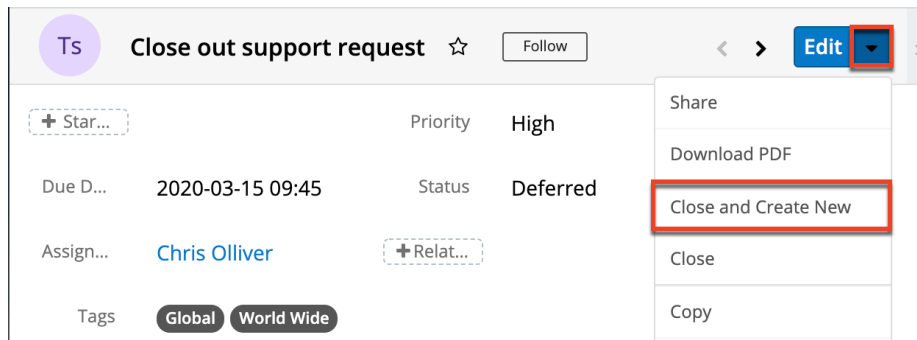 Ts Close out support request Follow Edit
Share
+ Star... Priority High
Download PDF
Due D... 2020-03-15 09:45 Status Deferred
Close and Create New
Assign... Chris Olliver + Relat...
Close
Tags Global World Wide
Copy